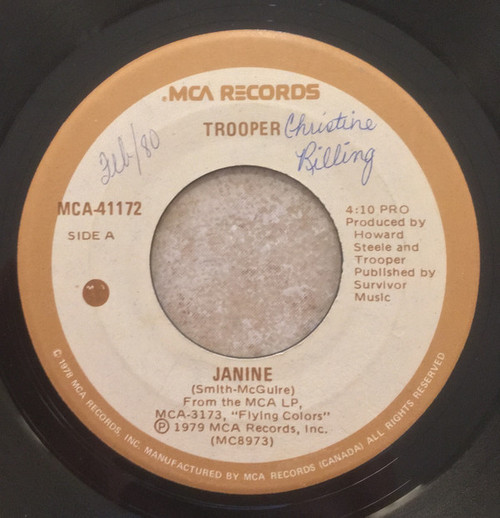 .MCA RECORDS
TROOPER Christine
Billing
Feb/80
MCA-41172
SIDE A
4:10 PRO
Produced by
Howard
Steele and
Trooper
Published by
Survivor
Music
JANINE
(Smith-McGuire)
From the MCA LP,
MCA-3173, "Flying Colors"
Ⓟ 1979 MCA Records, Inc.
(MC8973)
© 1978 MCA RECORDS, INC. MANUFACTURED BY MCA RECORDS (CANADA) ALL RIGHTS RESERVED